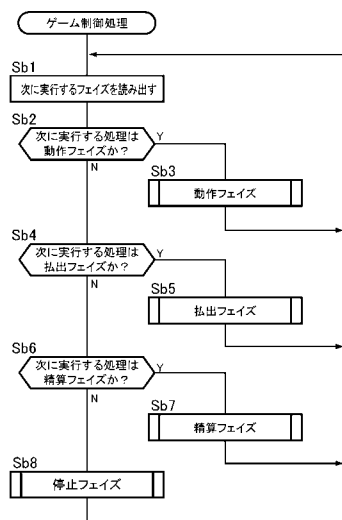 ゲーム制御処理
Sb1
次に実行するフェイズを読み出す
Sb2
次に実行する処理は
動作フェイズか？
Y
N
Sb3
動作フェイズ
Sb4
次に実行する処理は
払出フェイズか？
Y
N
Sb5
払出フェイズ
Sb6
次に実行する処理は
精算フェイズか？
Y
N
Sb7
精算フェイズ
Sb8
停止フェイズ